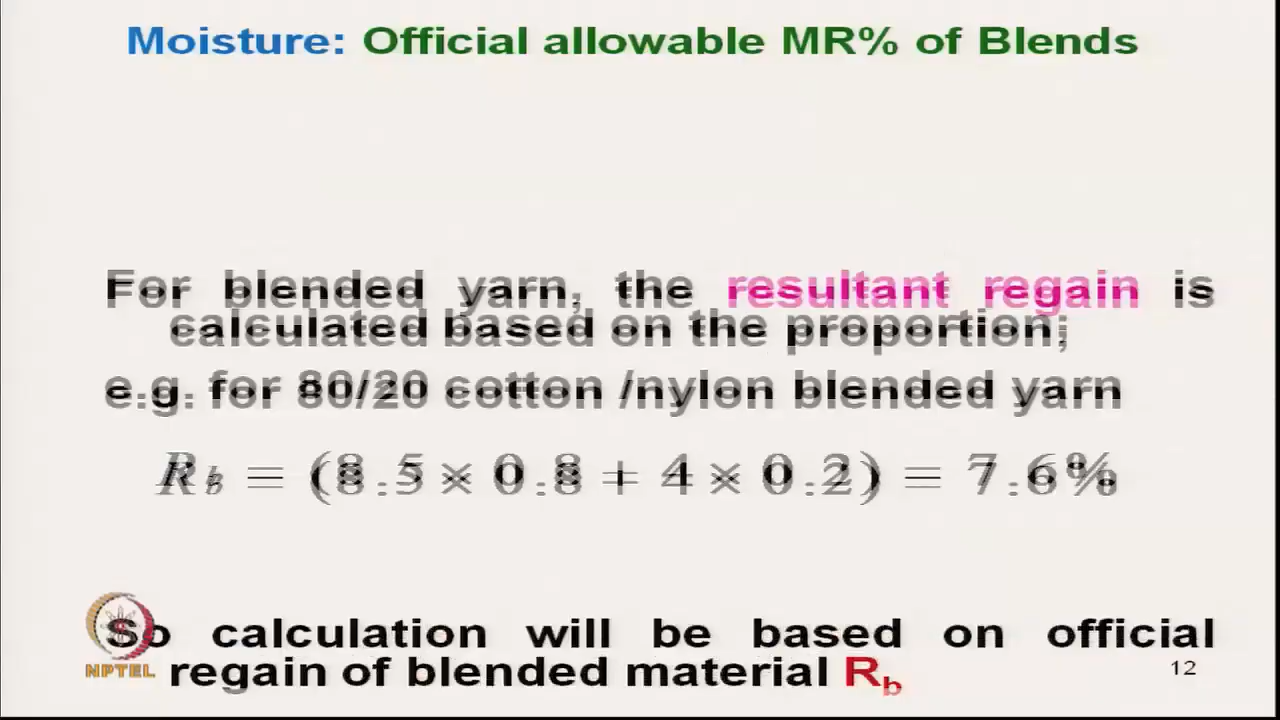 Moisture: Official allowable MR% of Blends
For blended yarn, the resultant regain is
calculated based on the proportion;
e.g. for 80/20 cotton /nylon blended yarn
Rb = (8.5 × 0.8 + 4 × 0.2) = 7.6%
So calculation will be based on official
regain of blended material Rb
NPTEL
12